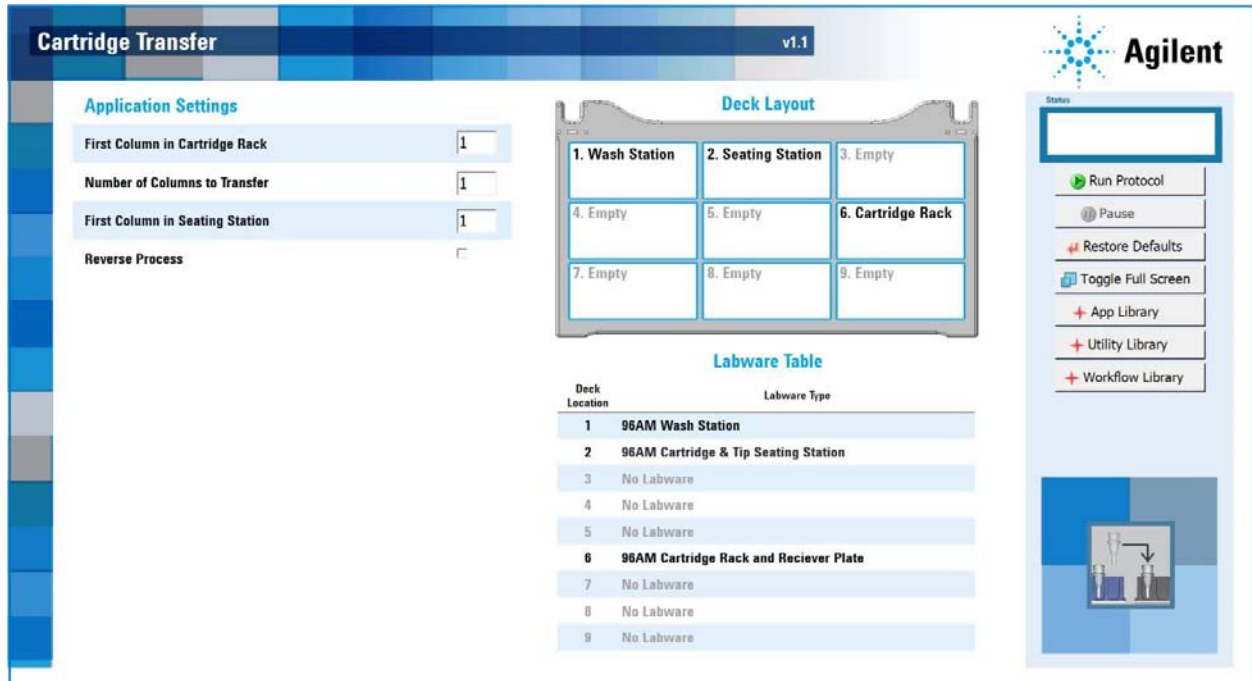 Cartridge Transfer
v1.1
Agilent
Application Settings
First Column in Cartridge Rack 1
Number of Columns to Transfer 1
First Column in Seating Station 1
Reverse Process
Deck Layout
1. Wash Station 2. Seating Station 3. Empty
4. Empty 5. Empty 6. Cartridge Rack
7. Empty 8. Empty 9. Empty
Labware Table
Deck Location Labware Type
1 96AM Wash Station
2 96AM Cartridge & Tip Seating Station
3 No Labware
4 No Labware
5 No Labware
6 96AM Cartridge Rack and Reciever Plate
7 No Labware
8 No Labware
9 No Labware
Status
Run Protocol
Pause
Restore Defaults
Toggle Full Screen
App Library
Utility Library
Workflow Library